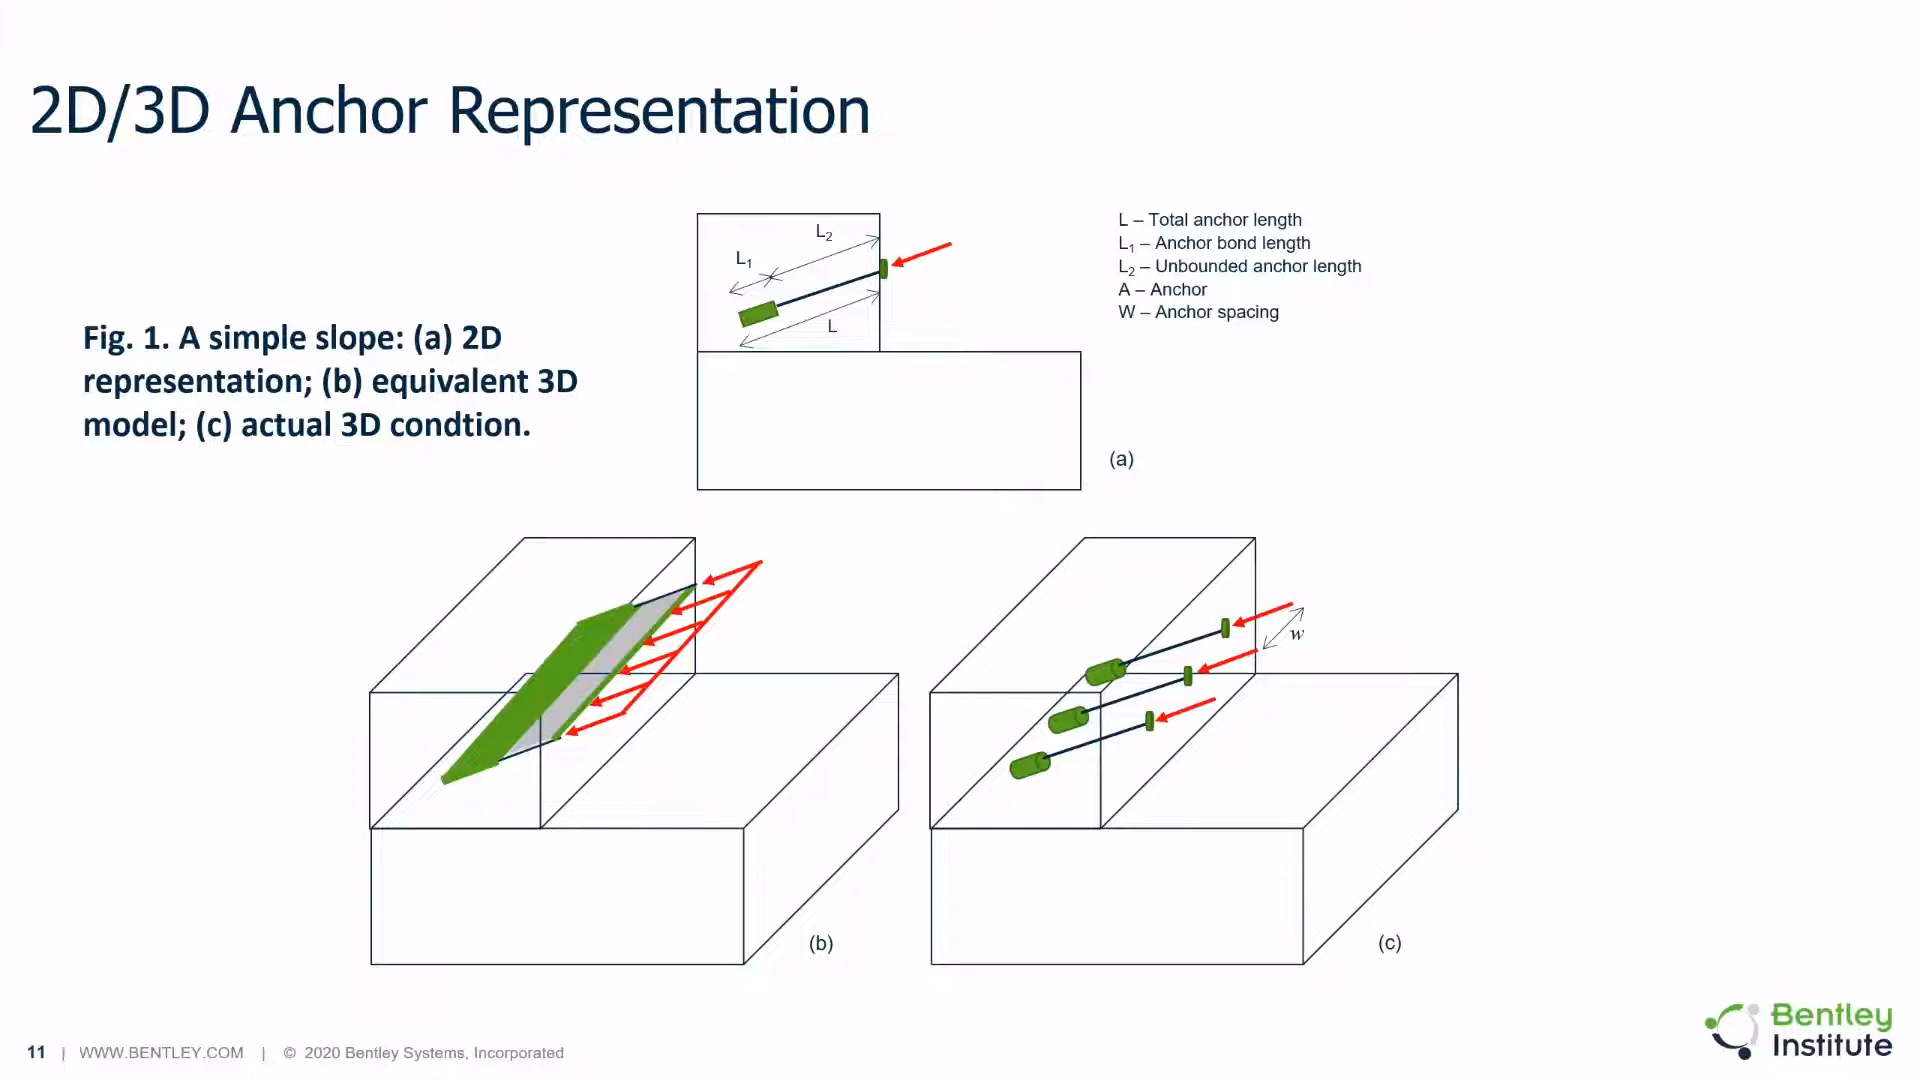 2D/3D Anchor Representation
L₂
L₁
L
L – Total anchor length
L₁ – Anchor bond length
L₂ – Unbounded anchor length
A – Anchor
W – Anchor spacing
Fig. 1. A simple slope: (a) 2D
representation; (b) equivalent 3D
model; (c) actual 3D condtion.
(a)
w
(b)
(c)
11 | WWW.BENTLEY.COM | © 2020 Bentley Systems, Incorporated
Bentley
Institute